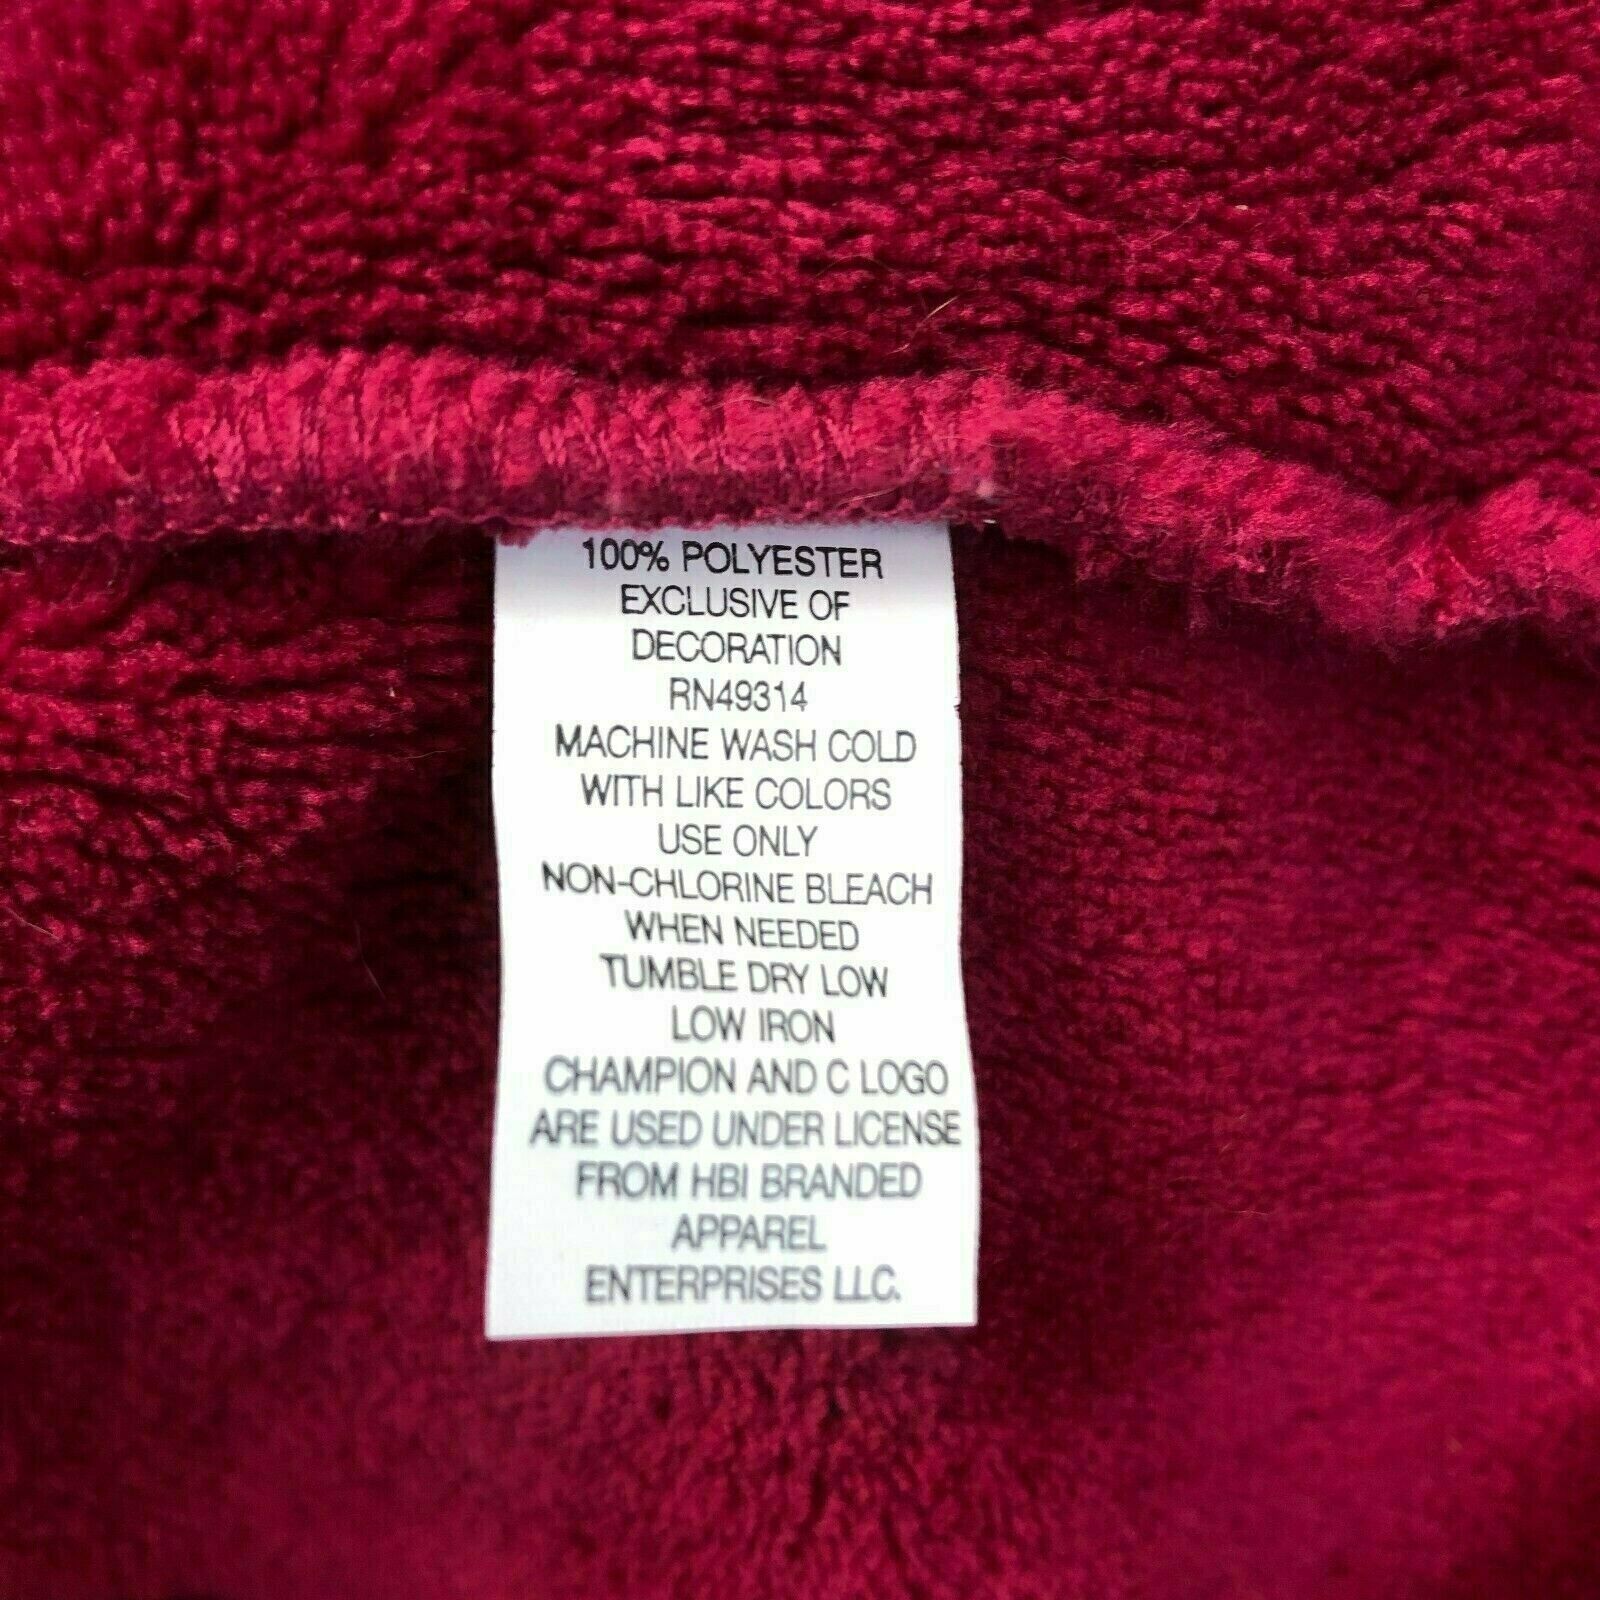 100% POLYESTER
EXCLUSIVE OF
DECORATION
RN49314
MACHINE WASH COLD
WITH LIKE COLORS
USE ONLY
NON-CHLORINE BLEACH
WHEN NEEDED
TUMBLE DRY LOW
LOW IRON
CHAMPION AND C LOGO
ARE USED UNDER LICENSE
FROM HBI BRANDED
APPAREL
ENTERPRISES LLC.